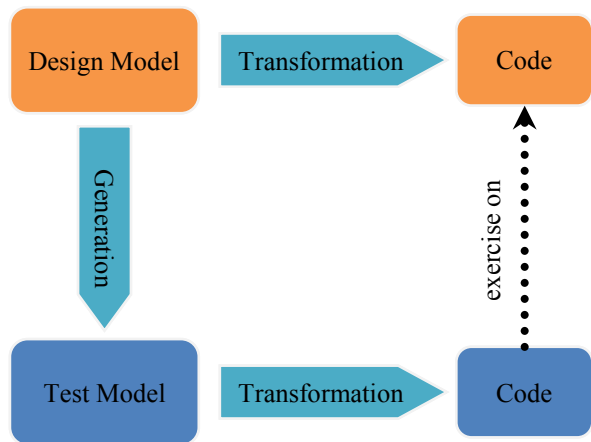 Design Model
Transformation
Code
Generation
exercise on
Test Model
Transformation
Code